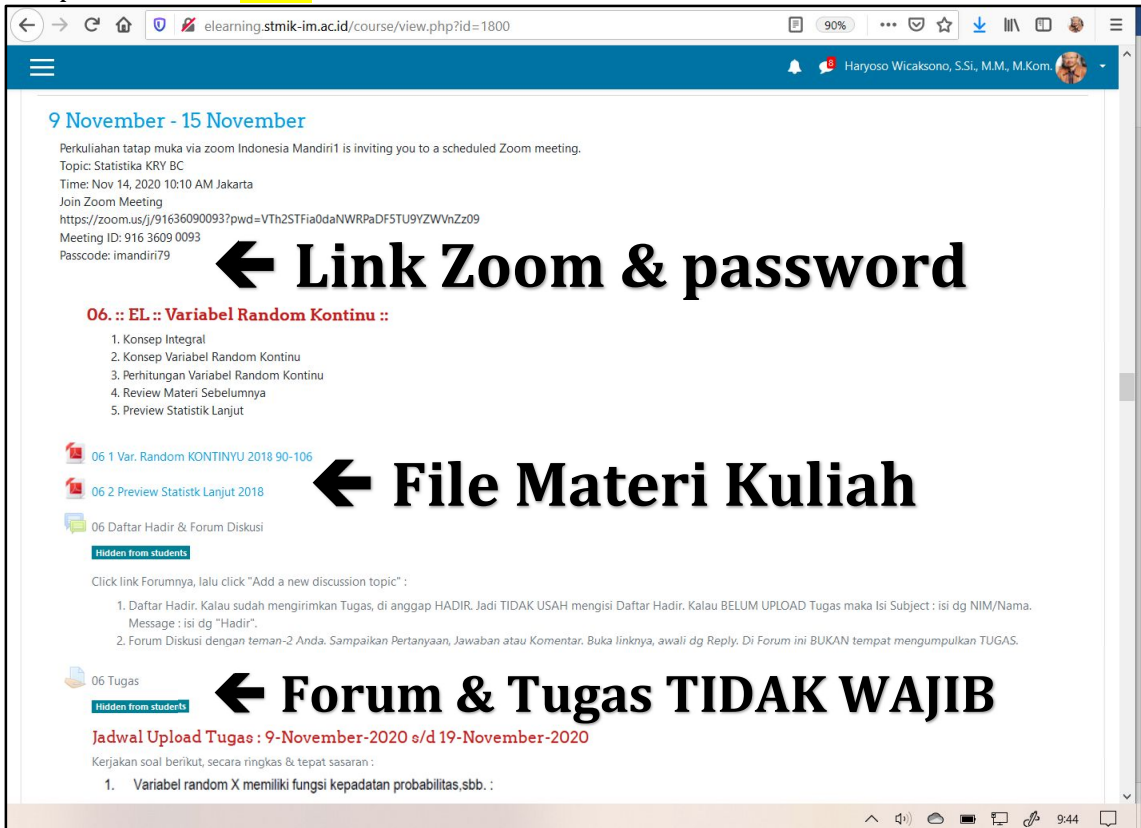 elearning.stmik-im.ac.id/course/view.php?id=1800
90%
8
Haryoso Wicaksono, S.Si., M.M., M.Kom.
9 November - 15 November
Perkuliahan tatap muka via zoom Indonesia Mandiri1 is inviting you to a scheduled Zoom meeting.
Topic: Statistika KRY BC
Time: Nov 14, 2020 10:10 AM Jakarta
Join Zoom Meeting
https://zoom.us/j/91636090093?pwd=VTh2STFia0daNWRPaDF5TU9YZWVnZz09
Meeting ID: 916 3609 0093
Passcode: imandiri79
Link Zoom & password
06. :: EL :: Variabel Random Kontinu ::
1. Konsep Integral
2. Konsep Variabel Random Kontinu
3. Perhitungan Variabel Random Kontinu
4. Review Materi Sebelumnya
5. Preview Statistik Lanjut
06 1 Var. Random KONTINYU 2018 90-106
06 2 Preview Statistk Lanjut 2018
File Materi Kuliah
06 Daftar Hadir & Forum Diskusi
Hidden from students
Click link Forumnya, lalu click "Add a new discussion topic" :
1. Daftar Hadir. Kalau sudah mengirimkan Tugas, di anggap HADIR. Jadi TIDAK USAH mengisi Daftar Hadir. Kalau BELUM UPLOAD Tugas maka Isi Subject : isi dg NIM/Nama.
Message : isi dg "Hadir".
2. Forum Diskusi dengan teman-2 Anda. Sampaikan Pertanyaan, Jawaban atau Komentar. Buka linknya, awali dg Reply. Di Forum ini BUKAN tempat mengumpulkan TUGAS.
06 Tugas
Hidden from students
Forum & Tugas TIDAK WAJIB
Jadwal Upload Tugas : 9-November-2020 s/d 19-November-2020
Kerjakan soal berikut, secara ringkas & tepat sasaran :
1. Variabel random X memiliki fungsi kepadatan probabilitas,sbb. :
9:44